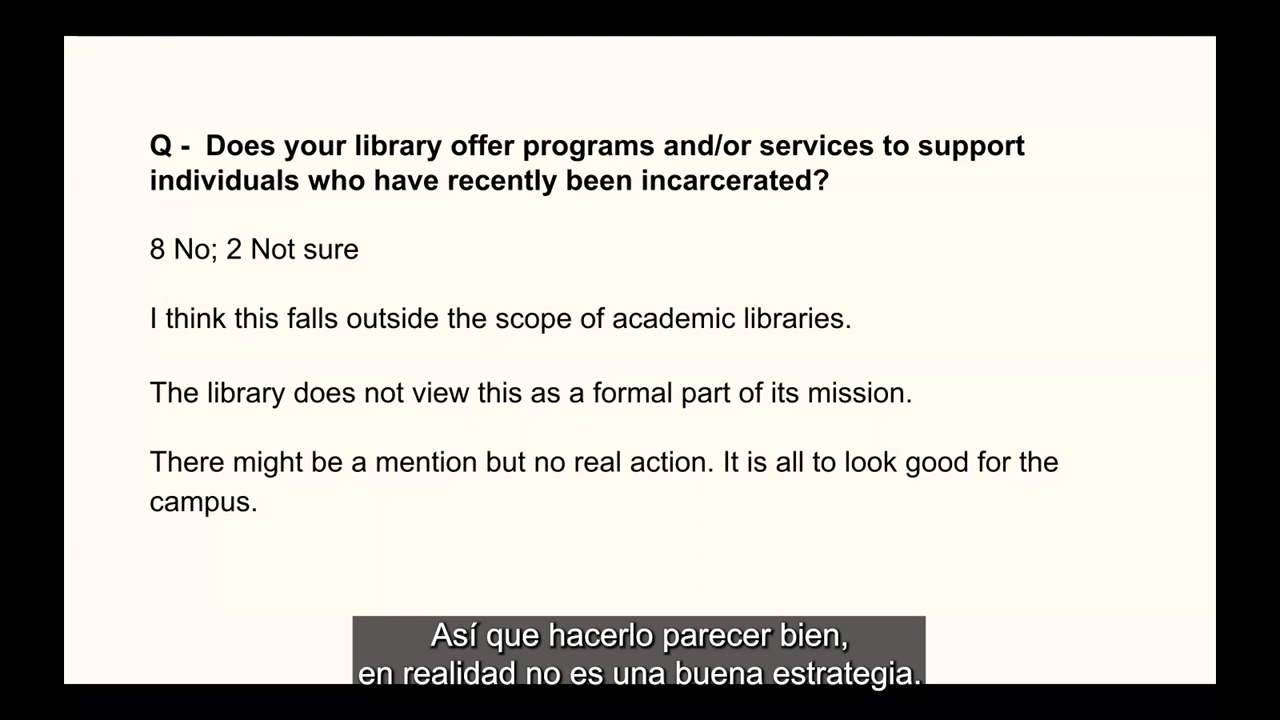 Q - Does your library offer programs and/or services to support
individuals who have recently been incarcerated?
8 No; 2 Not sure
I think this falls outside the scope of academic libraries.
The library does not view this as a formal part of its mission.
There might be a mention but no real action. It is all to look good for the
campus.
Así que hacerlo parecer bien,
en realidad no es una buena estrategia.